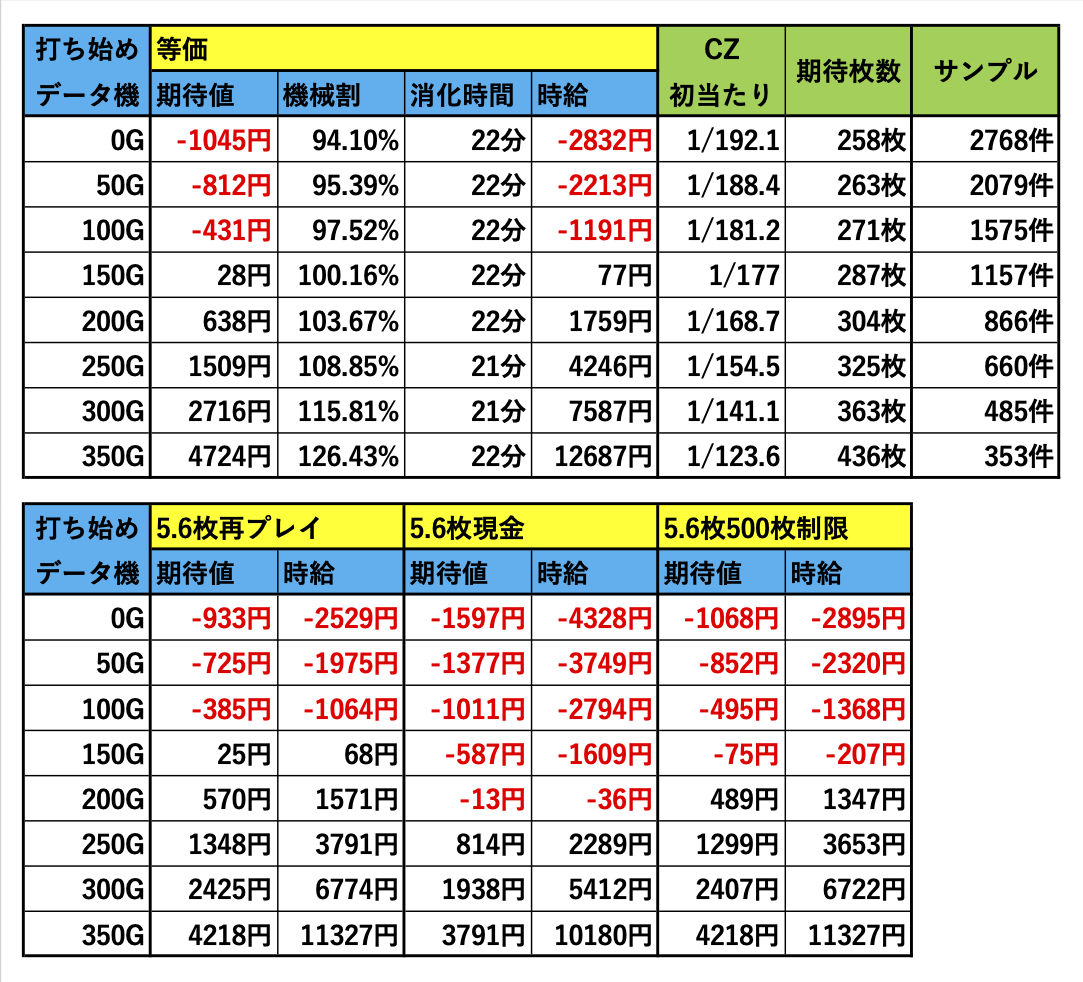 打ち始め 等価 CZ 期待枚数 サンプル
データ機 期待値 機械割 消化時間 時給 初当たり
0G -1045円 94.10% 22分 -2832円 1/192.1 258枚 2768件
50G -812円 95.39% 22分 -2213円 1/188.4 263枚 2079件
100G -431円 97.52% 22分 -1191円 1/181.2 271枚 1575件
150G 28円 100.16% 22分 77円 1/177 287枚 1157件
200G 638円 103.67% 22分 1759円 1/168.7 304枚 866件
250G 1509円 108.85% 21分 4246円 1/154.5 325枚 660件
300G 2716円 115.81% 21分 7587円 1/141.1 363枚 485件
350G 4724円 126.43% 22分 12687円 1/123.6 436枚 353件
打ち始め 5.6枚再プレイ 5.6枚現金 5.6枚500枚制限
データ機 期待値 時給 期待値 時給 期待値 時給
0G -933円 -2529円 -1597円 -4328円 -1068円 -2895円
50G -725円 -1975円 -1377円 -3749円 -852円 -2320円
100G -385円 -1064円 -1011円 -2794円 -495円 -1368円
150G 25円 68円 -587円 -1609円 -75円 -207円
200G 570円 1571円 -13円 -36円 489円 1347円
250G 1348円 3791円 814円 2289円 1299円 3653円
300G 2425円 6774円 1938円 5412円 2407円 6722円
350G 4218円 11327円 3791円 10180円 4218円 11327円